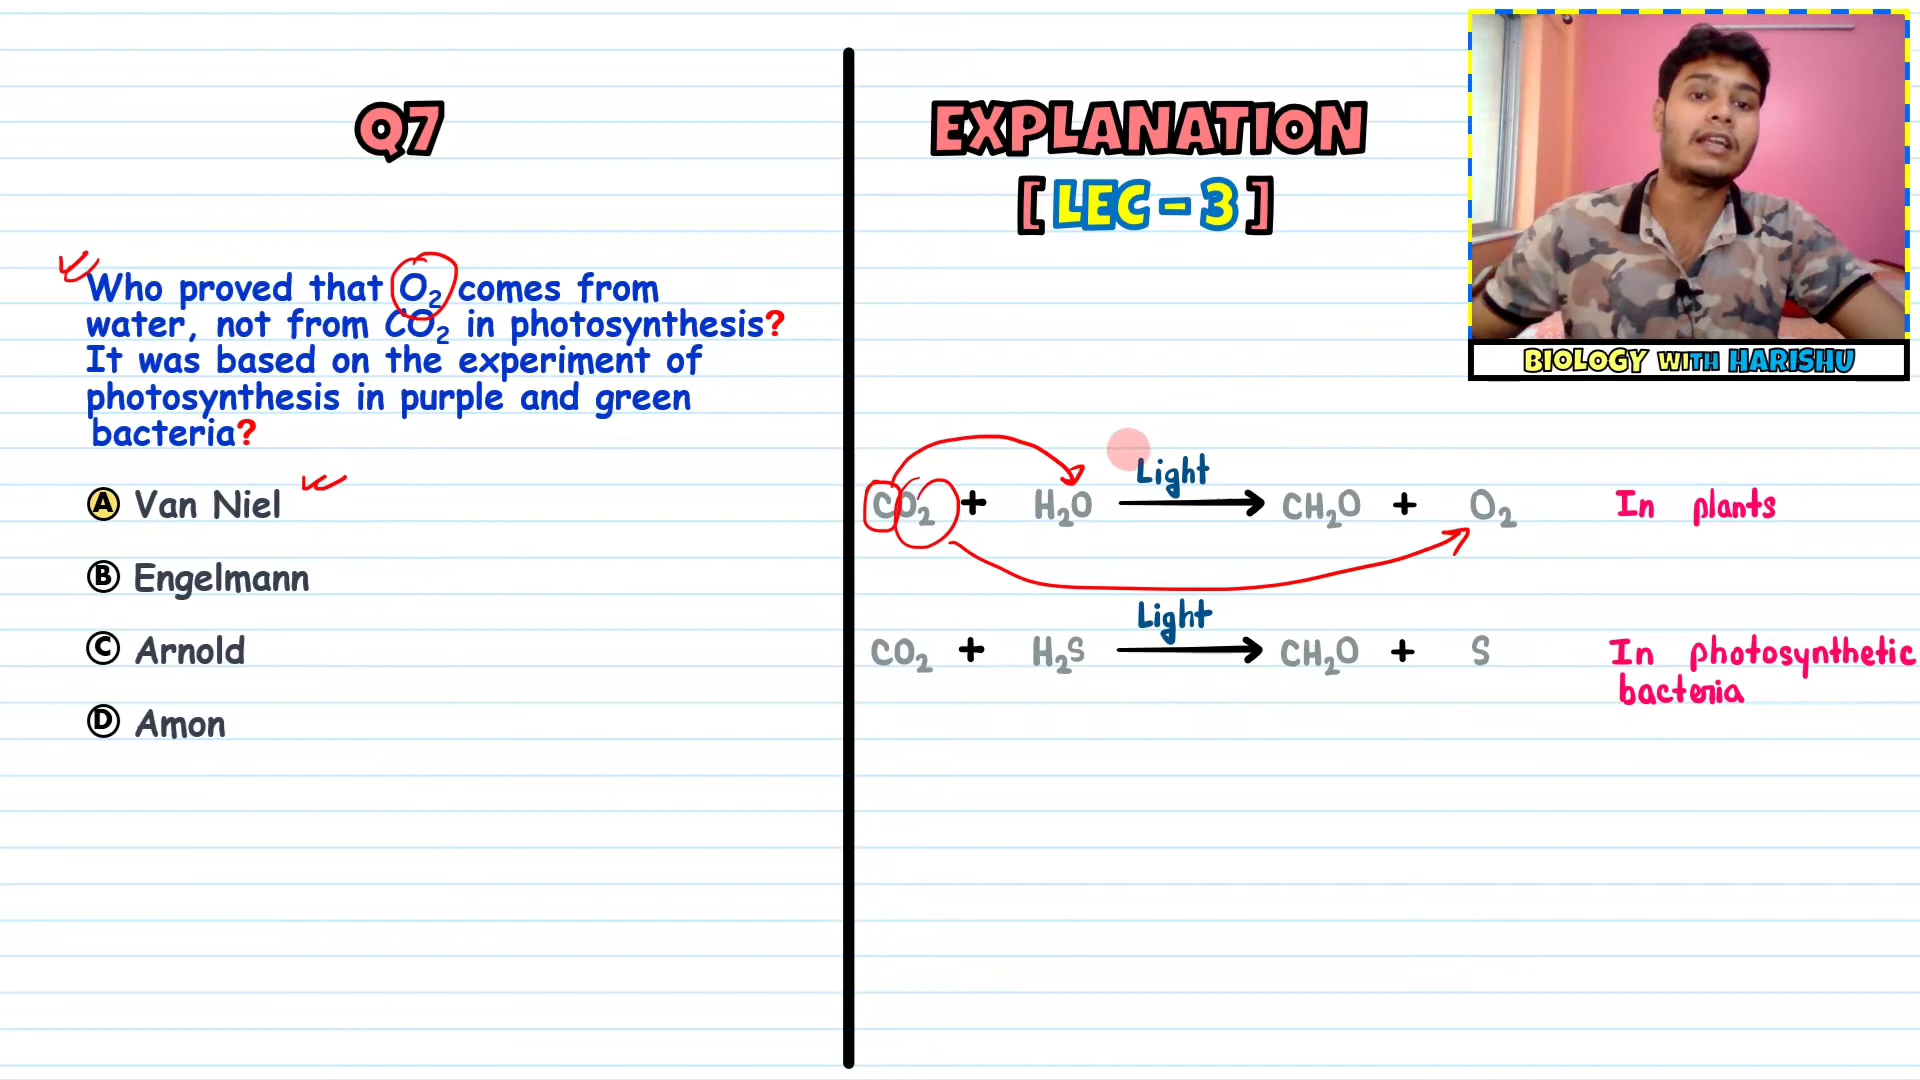 Q7
Who proved that O₂ comes from
water, not from CO₂ in photosynthesis?
It was based on the experiment of
photosynthesis in purple and green
bacteria?
Ⓐ Van Niel
Ⓑ Engelmann
Ⓒ Arnold
Ⓓ Amon
EXPLANATION
[ LEC - 3 ]
BIOLOGY WITH HARISHU
Light
CO₂ + H₂O → CH₂O + O₂ In plants
Light
CO₂ + H₂S → CH₂O + S In photosynthetic
bacteria